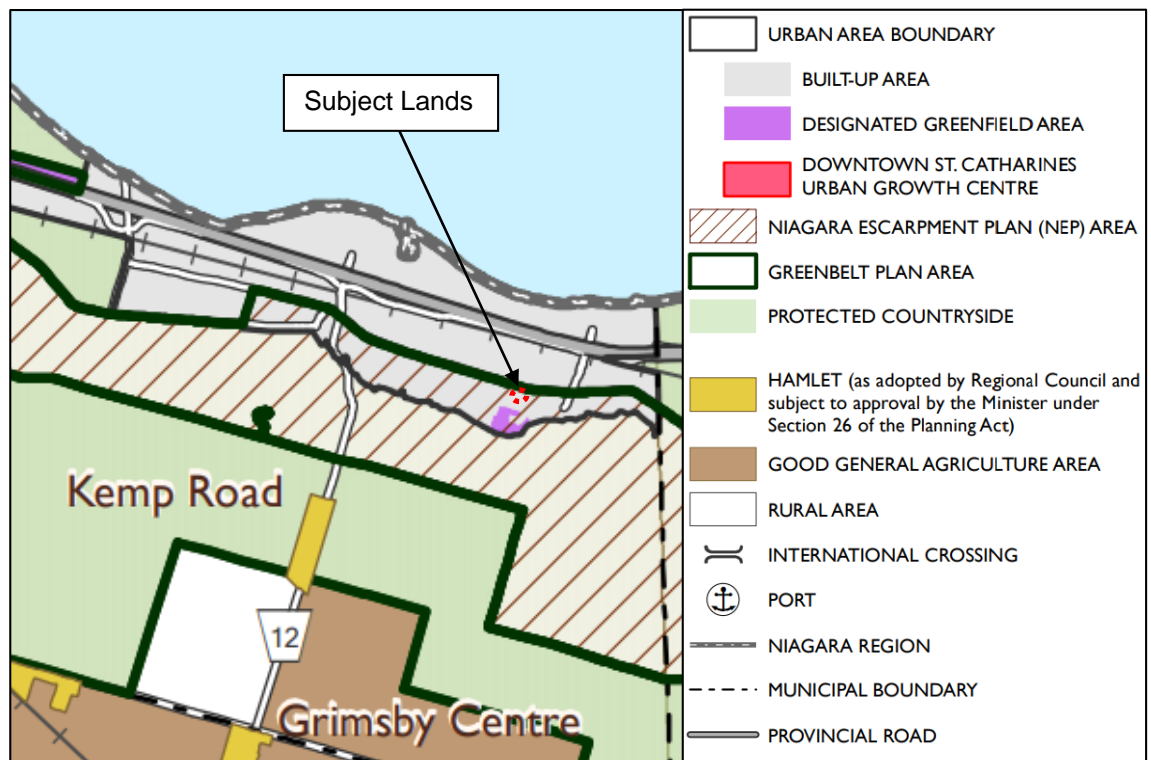 Subject Lands
Kemp Road
12
Grimsby Centre
URBAN AREA BOUNDARY
BUILT-UP AREA
DESIGNATED GREENFIELD AREA
DOWNTOWN ST. CATHARINES
URBAN GROWTH CENTRE
NIAGARA ESCARPMENT PLAN (NEP) AREA
GREENBELT PLAN AREA
PROTECTED COUNTRYSIDE
HAMLET (as adopted by Regional Council and
subject to approval by the Minister under
Section 26 of the Planning Act)
GOOD GENERAL AGRICULTURE AREA
RURAL AREA
INTERNATIONAL CROSSING
PORT
NIAGARA REGION
MUNICIPAL BOUNDARY
PROVINCIAL ROAD